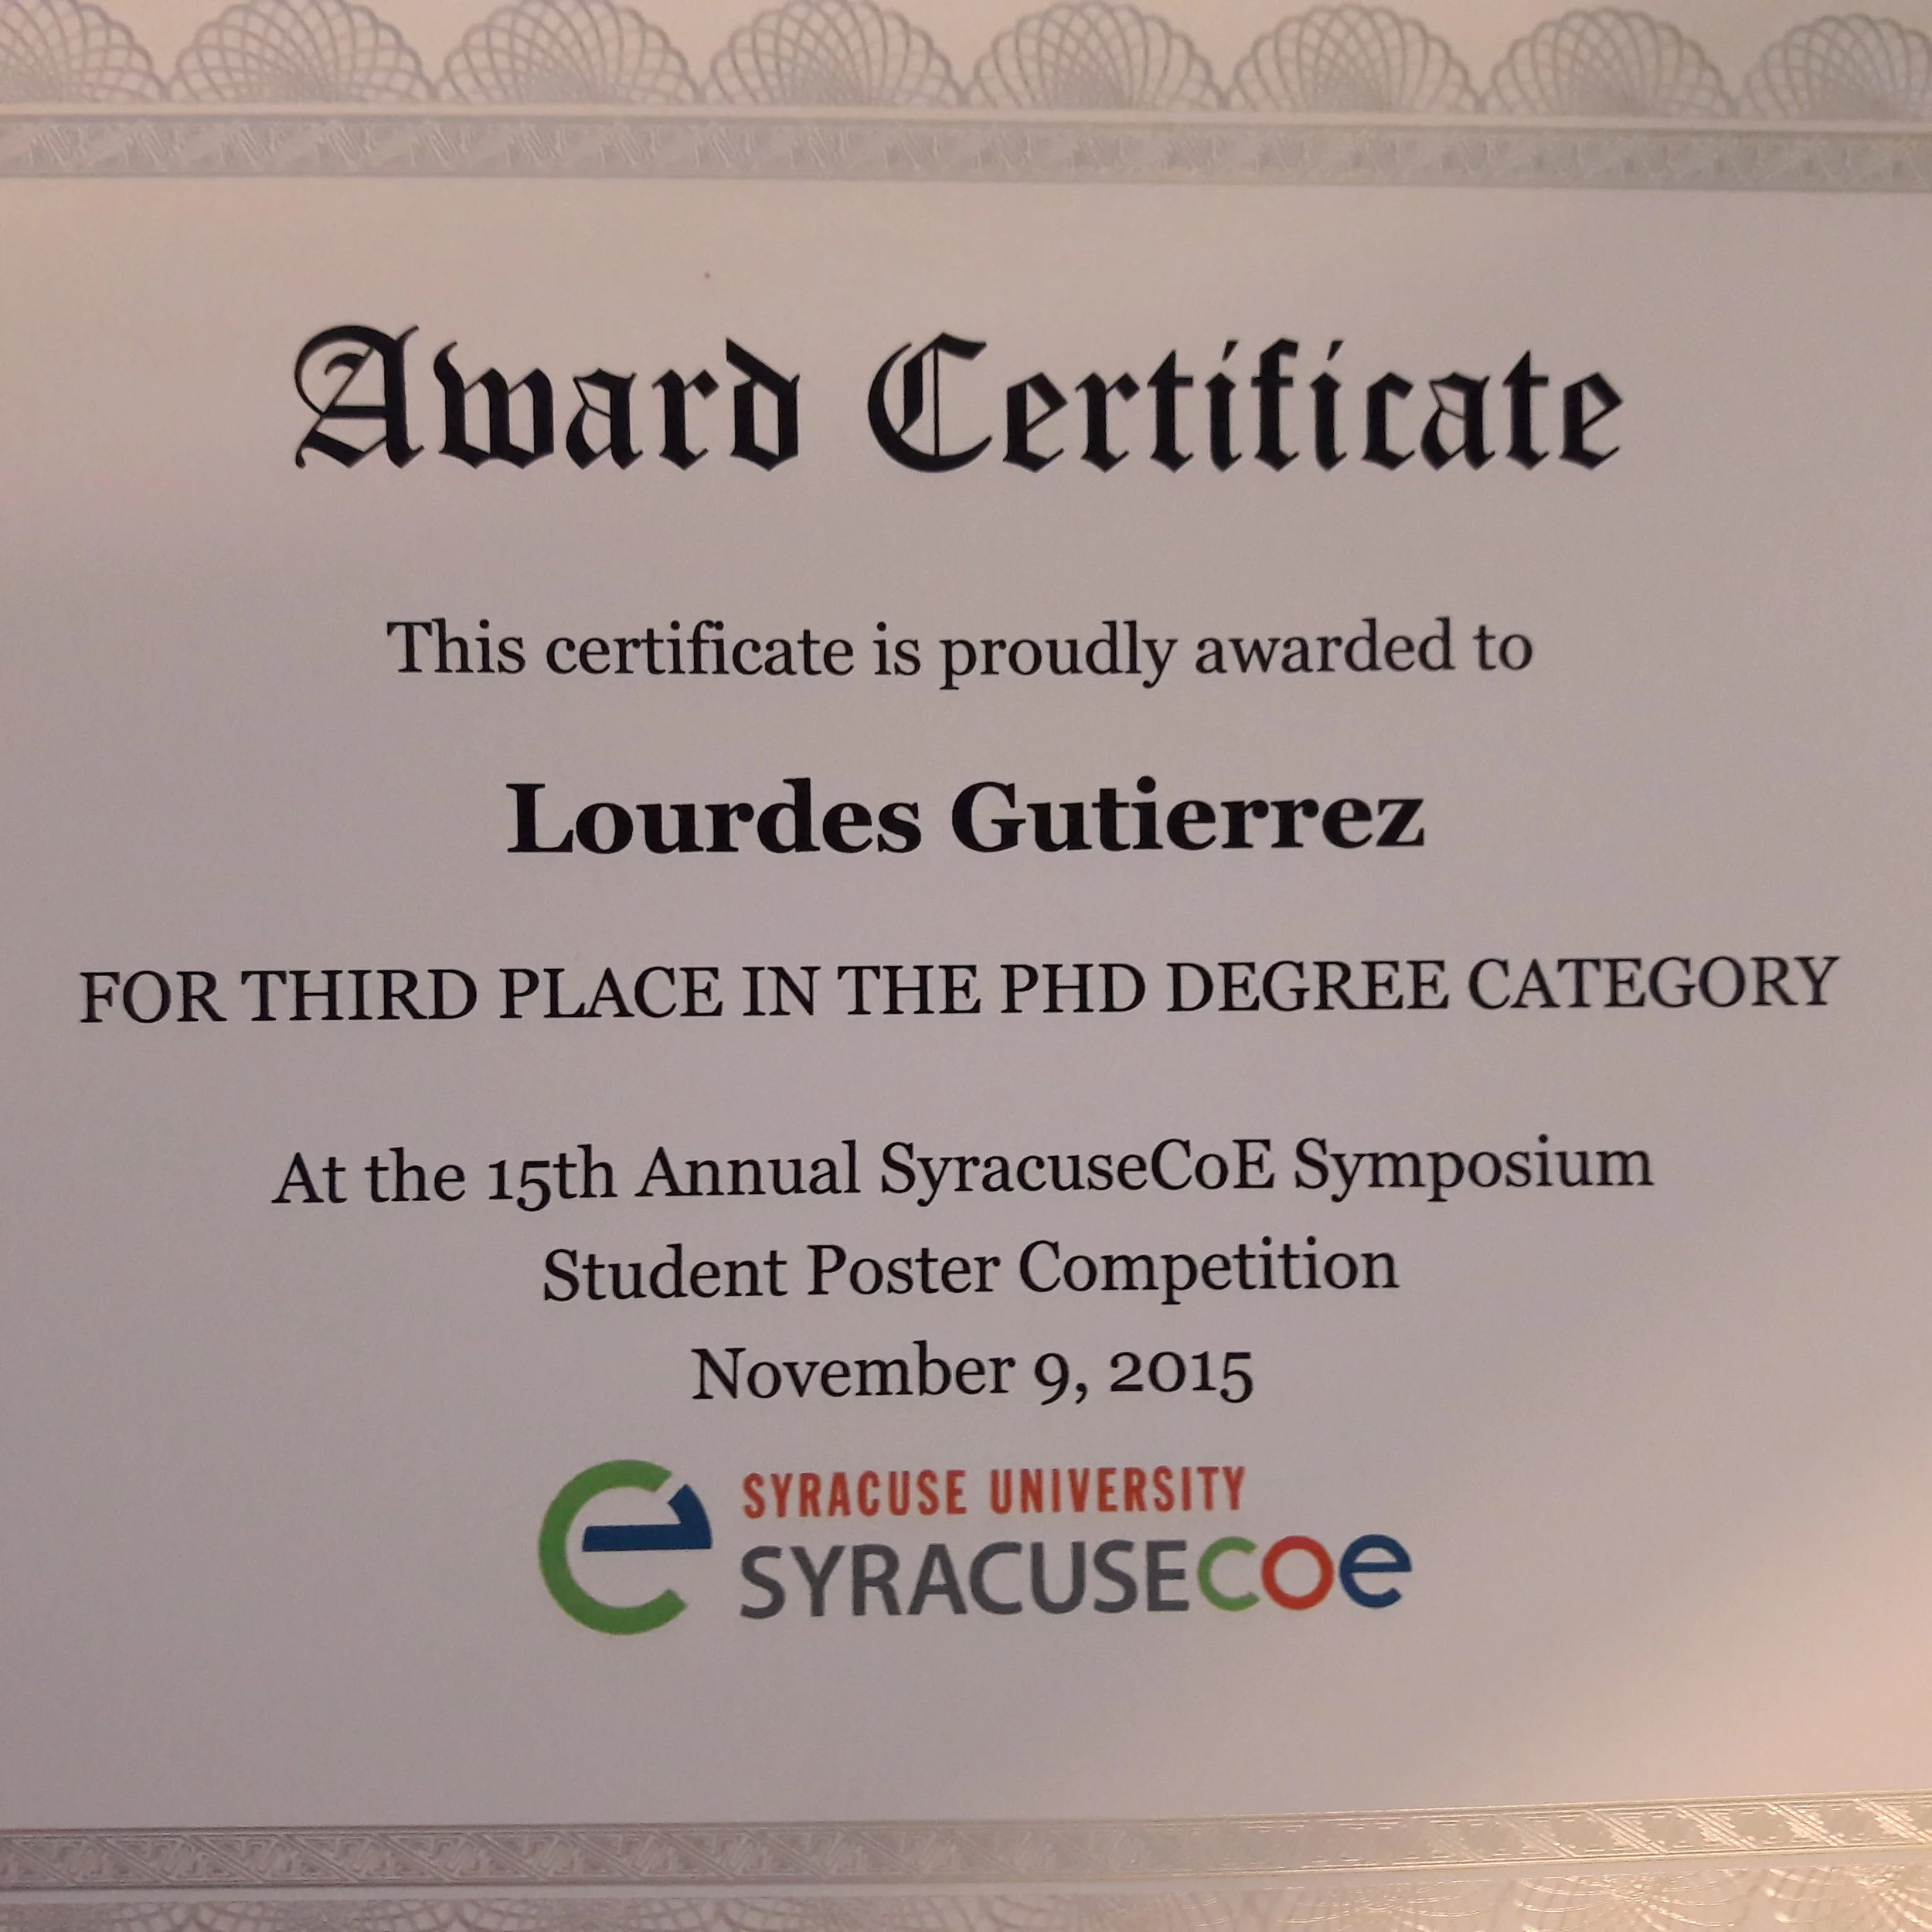 Award Certificate
This certificate is proudly awarded to
Lourdes Gutierrez
FOR THIRD PLACE IN THE PHD DEGREE CATEGORY
At the 15th Annual SyracuseCoE Symposium
Student Poster Competition
November 9, 2015
SYRACUSE UNIVERSITY
SYRACUSECOe